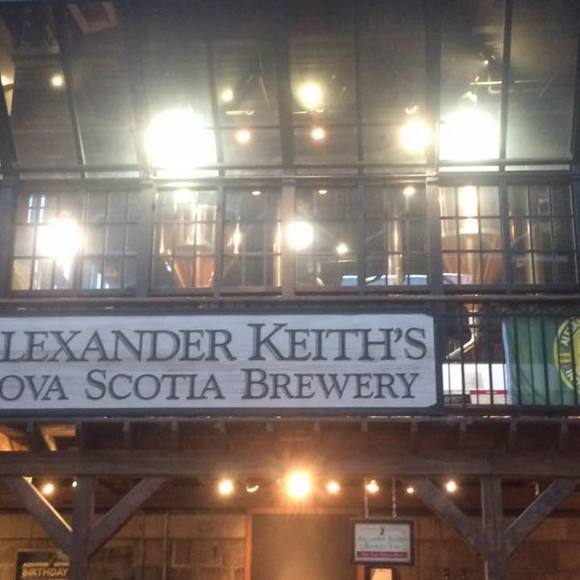 LEXANDER KEITH'S
OVA SCOTIA BREWERY
BIRTHDAY